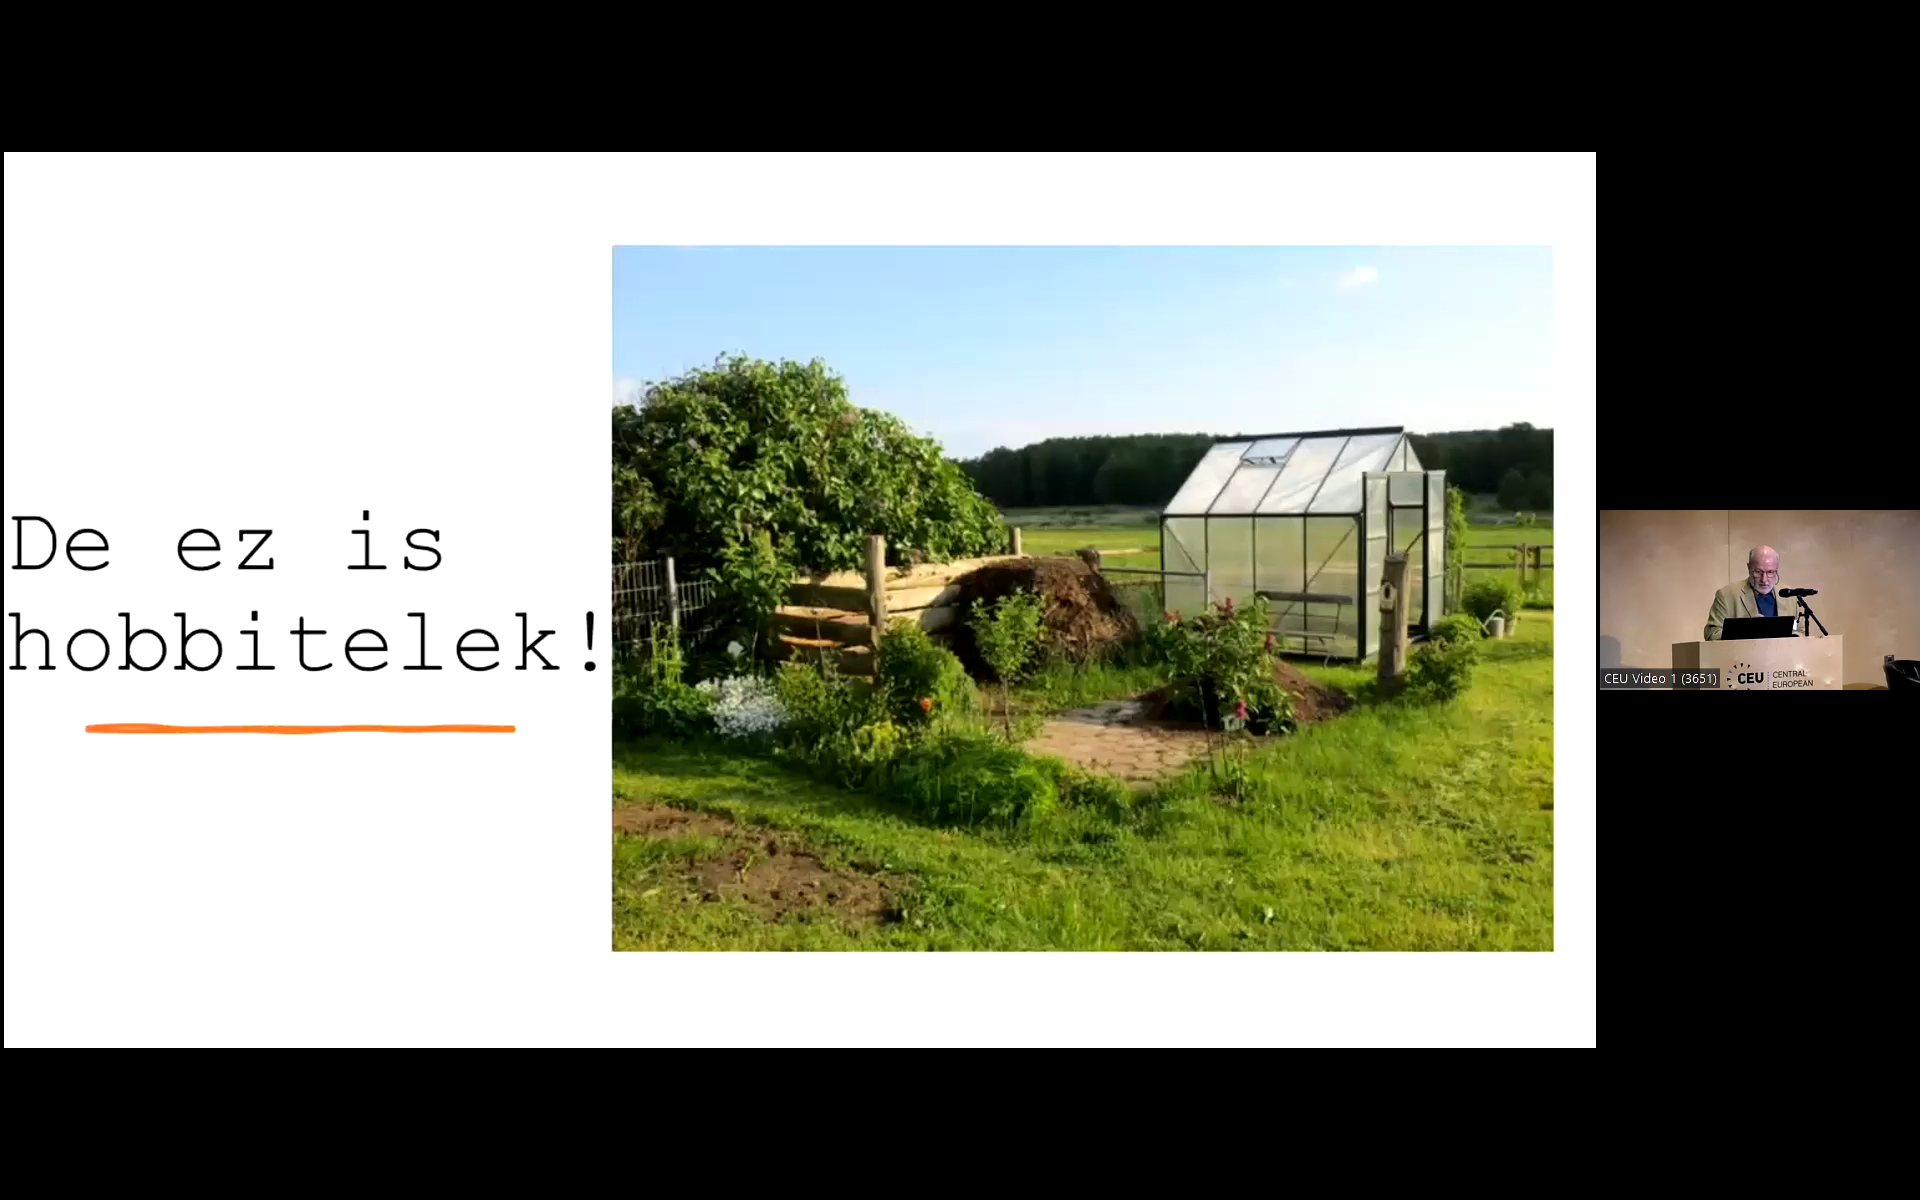 De ez is
hobbitelek!
CEU Video 1 (3651)
CEU
CENTRAL
EUROPEAN